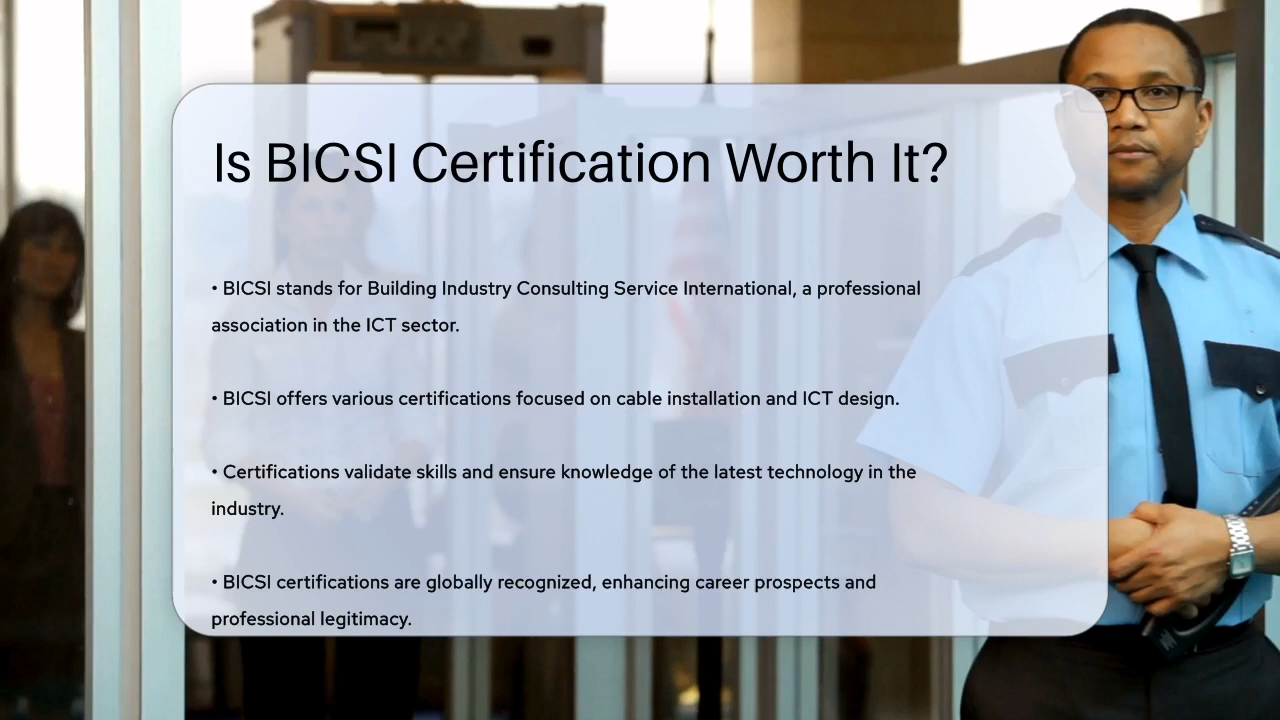 Is BICSI Certification Worth It?
• BICSI stands for Building Industry Consulting Service International, a professional
association in the ICT sector.
• BICSI offers various certifications focused on cable installation and ICT design.
• Certifications validate skills and ensure knowledge of the latest technology in the
industry.
• BICSI certifications are globally recognized, enhancing career prospects and
professional legitimacy.